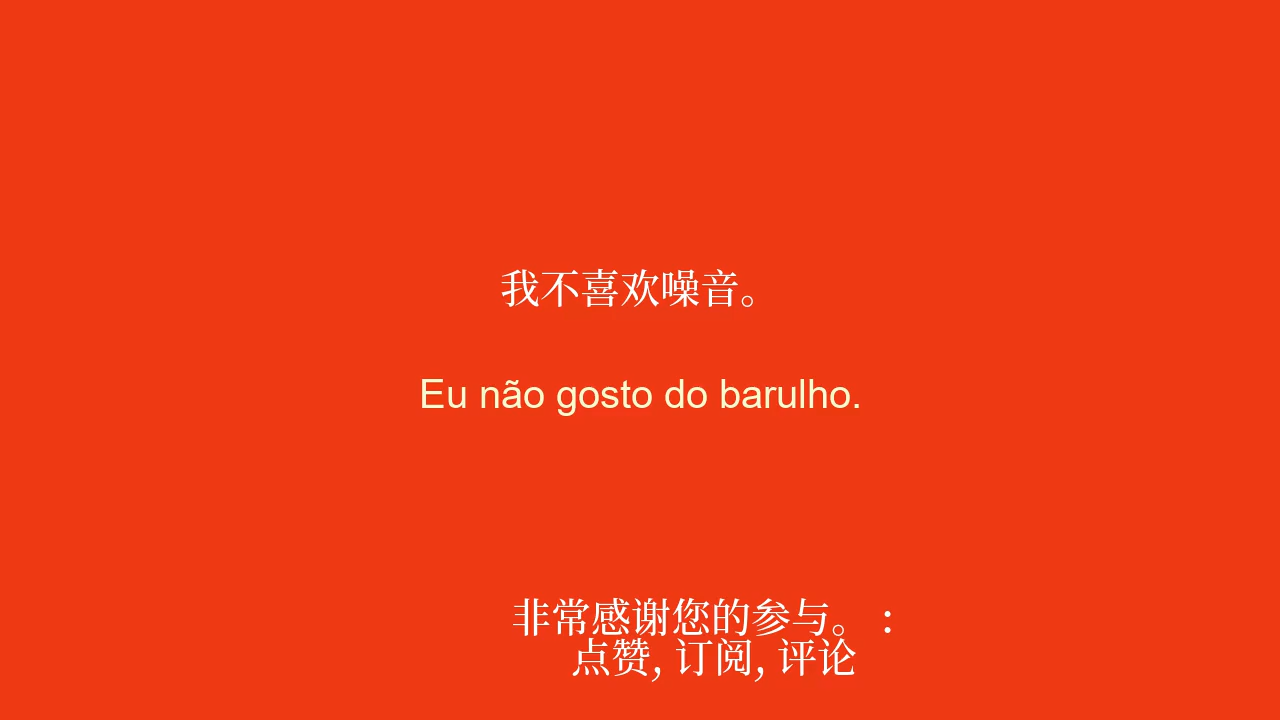 我不喜欢噪音。
Eu não gosto do barulho.
非常感谢您的参与。 :
点赞, 订阅, 评论